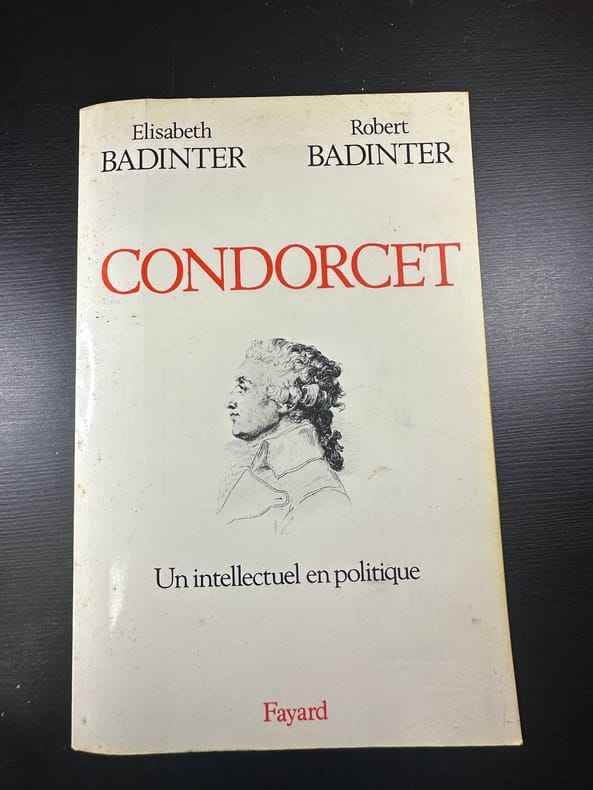 Elisabeth
BADINTER
Robert
BADINTER
CONDORCET
Un intellectuel en politique
Fayard